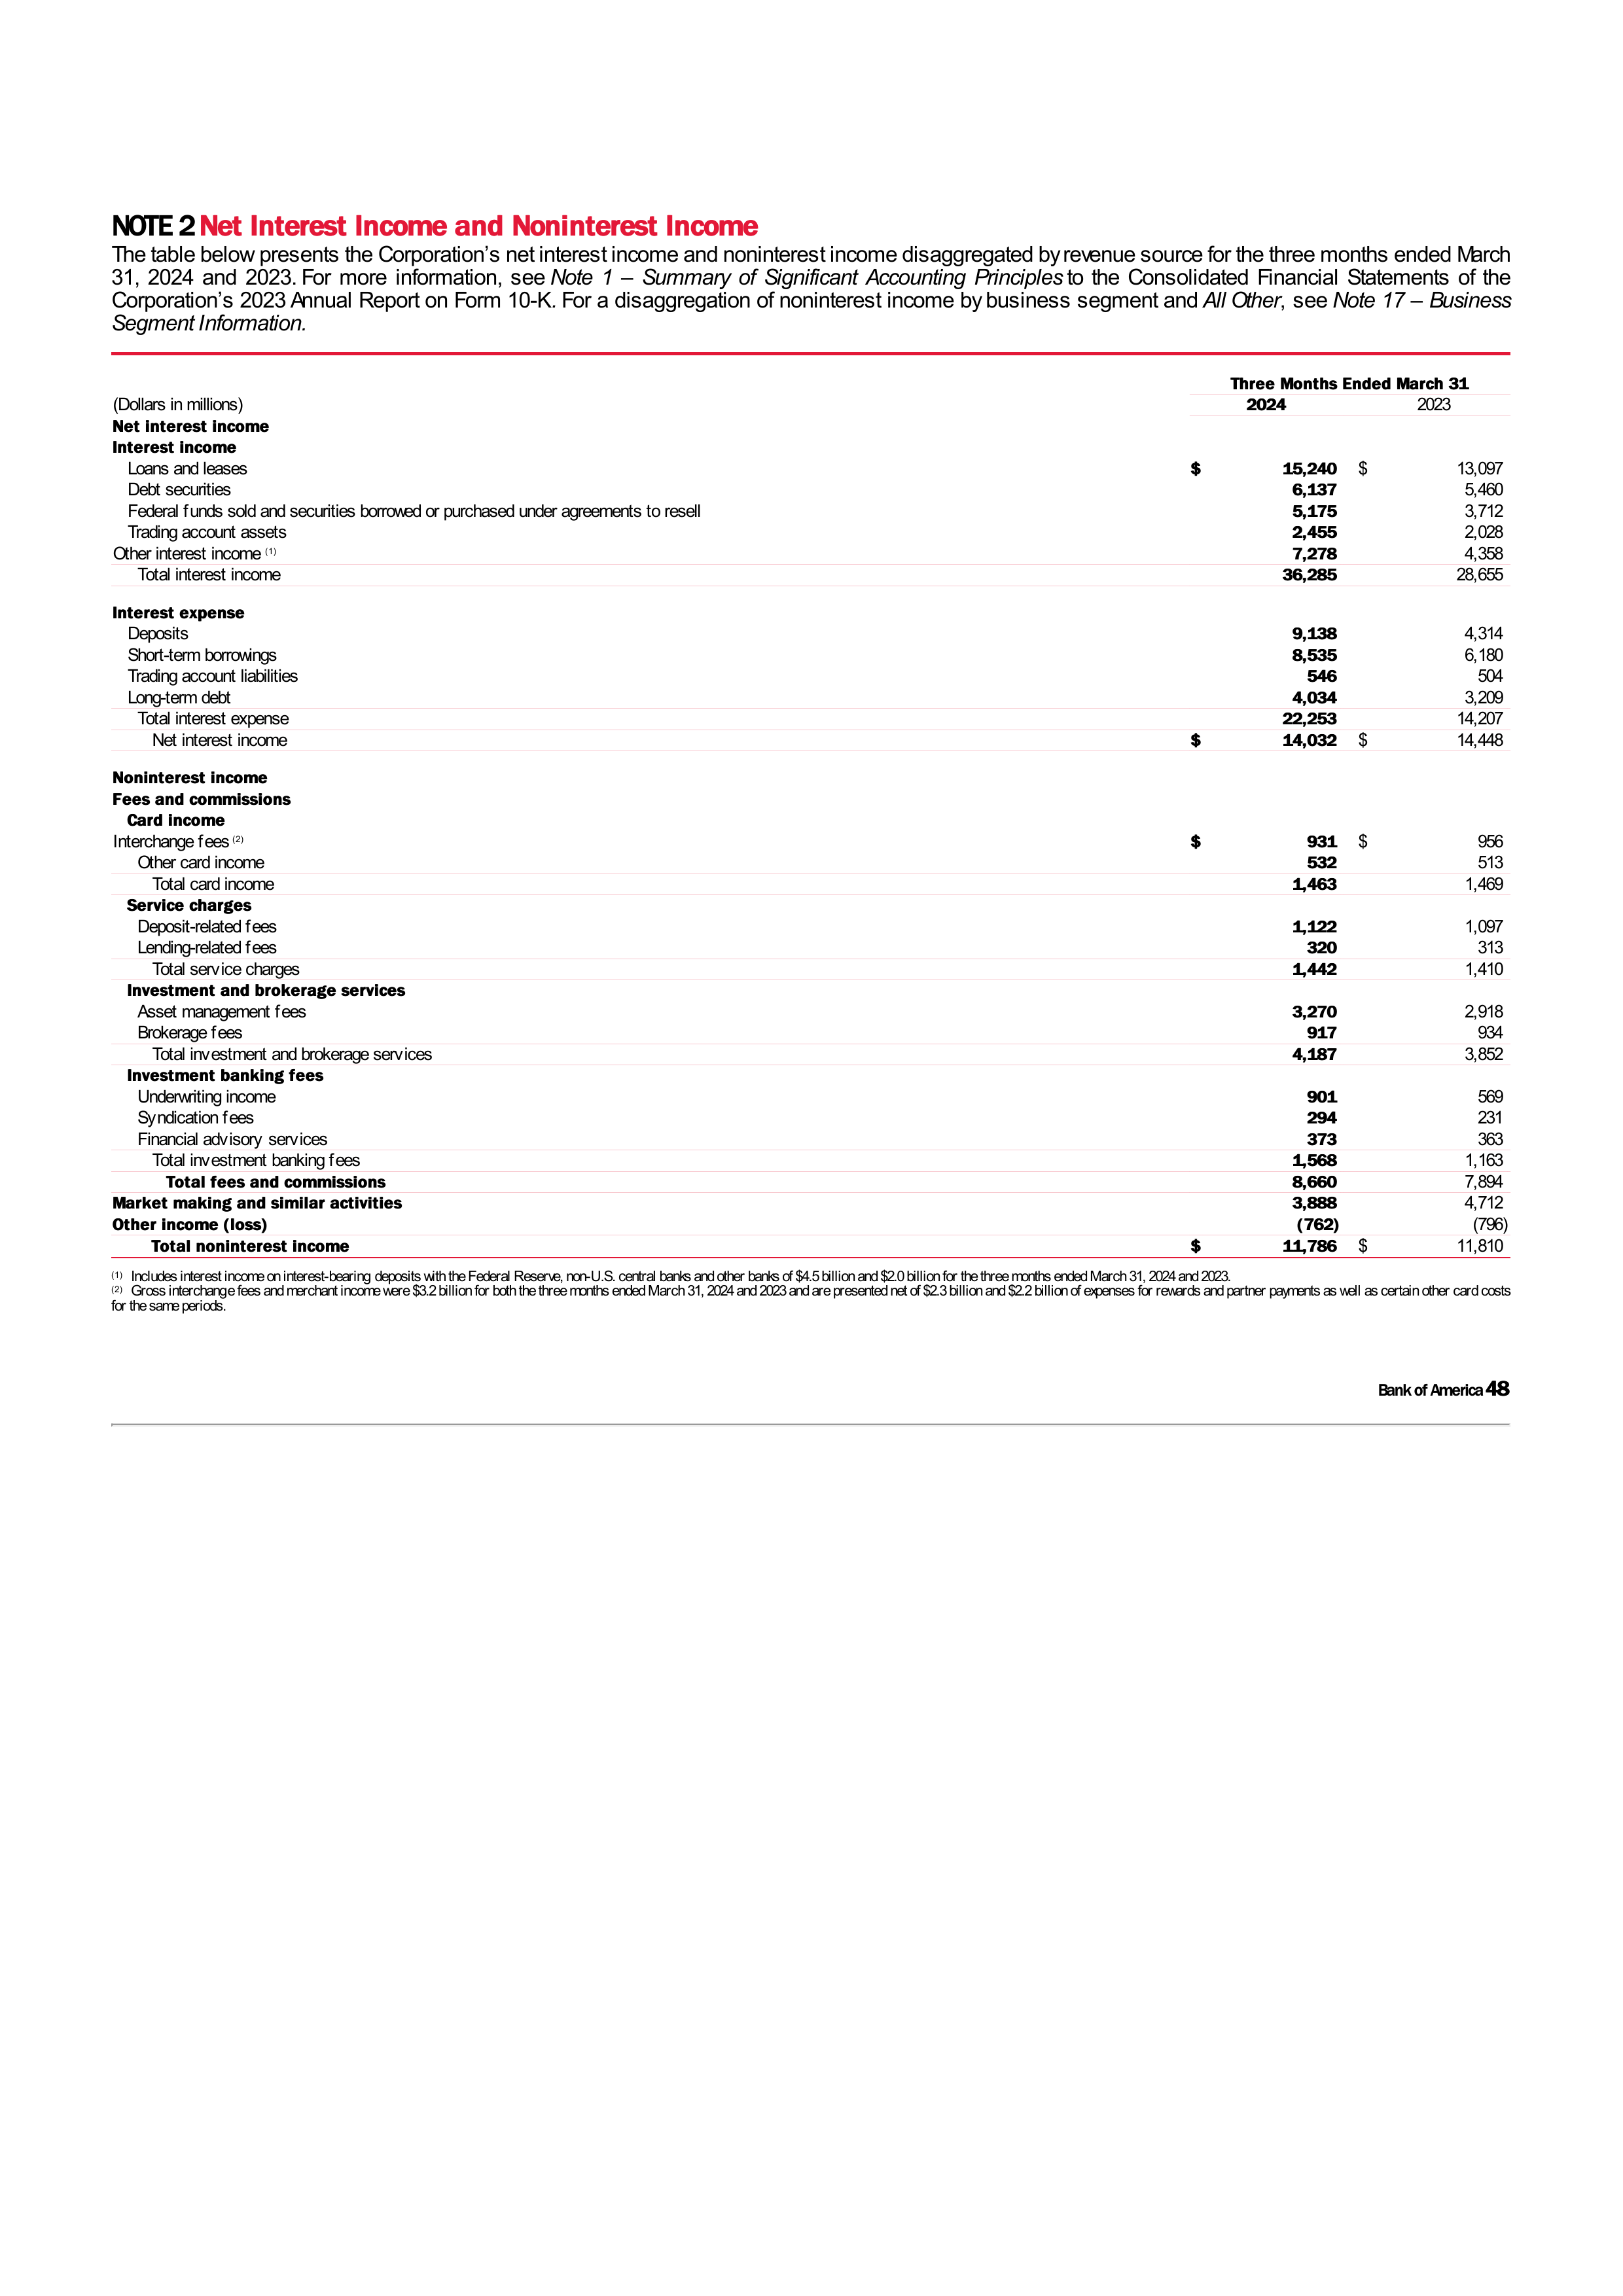 NOTE 2 Net Interest Income and Noninterest Income
The table below presents the Corporation's net interest income and noninterest income disaggregated by revenue source for the three months ended March
31, 2024 and 2023. For more information, see Note 1 – Summary of Significant Accounting Principles to the Consolidated Financial Statements of the
Corporation's 2023 Annual Report on Form 10-K. For a disaggregation of noninterest income by business segment and All Other, see Note 17 – Business
Segment Information.
Three Months Ended March 31
(Dollars in millions) 2024 2023
Net interest income
Interest income
Loans and leases $ 15,240 $ 13,097
Debt securities 6,137 5,460
Federal funds sold and securities borrowed or purchased under agreements to resell 5,175 3,712
Trading account assets 2,455 2,028
Other interest income (1) 7,278 4,358
Total interest income 36,285 28,655
Interest expense
Deposits 9,138 4,314
Short-term borrowings 8,535 6,180
Trading account liabilities 546 504
Long-term debt 4,034 3,209
Total interest expense 22,253 14,207
Net interest income $ 14,032 $ 14,448
Noninterest income
Fees and commissions
Card income
Interchange fees (2) $ 931 $ 956
Other card income 532 513
Total card income 1,463 1,469
Service charges
Deposit-related fees 1,122 1,097
Lending-related fees 320 313
Total service charges 1,442 1,410
Investment and brokerage services
Asset management fees 3,270 2,918
Brokerage fees 917 934
Total investment and brokerage services 4,187 3,852
Investment banking fees
Underwriting income 901 569
Syndication fees 294 231
Financial advisory services 373 363
Total investment banking fees 1,568 1,163
Total fees and commissions 8,660 7,894
Market making and similar activities 3,888 4,712
Other income (loss) (762) (796)
Total noninterest income $ 11,786 $ 11,810
(1) Includes interest income on interest-bearing deposits with the Federal Reserve, non-U.S. central banks and other banks of $4.5 billion and $2.0 billion for the three months ended March 31, 2024 and 2023.
(2) Gross interchange fees and merchant income were $3.2 billion for both the three months ended March 31, 2024 and 2023 and are presented net of $2.3 billion and $2.2 billion of expenses for rewards and partner payments as well as certain other card costs
for the same periods.
Bank of America 48